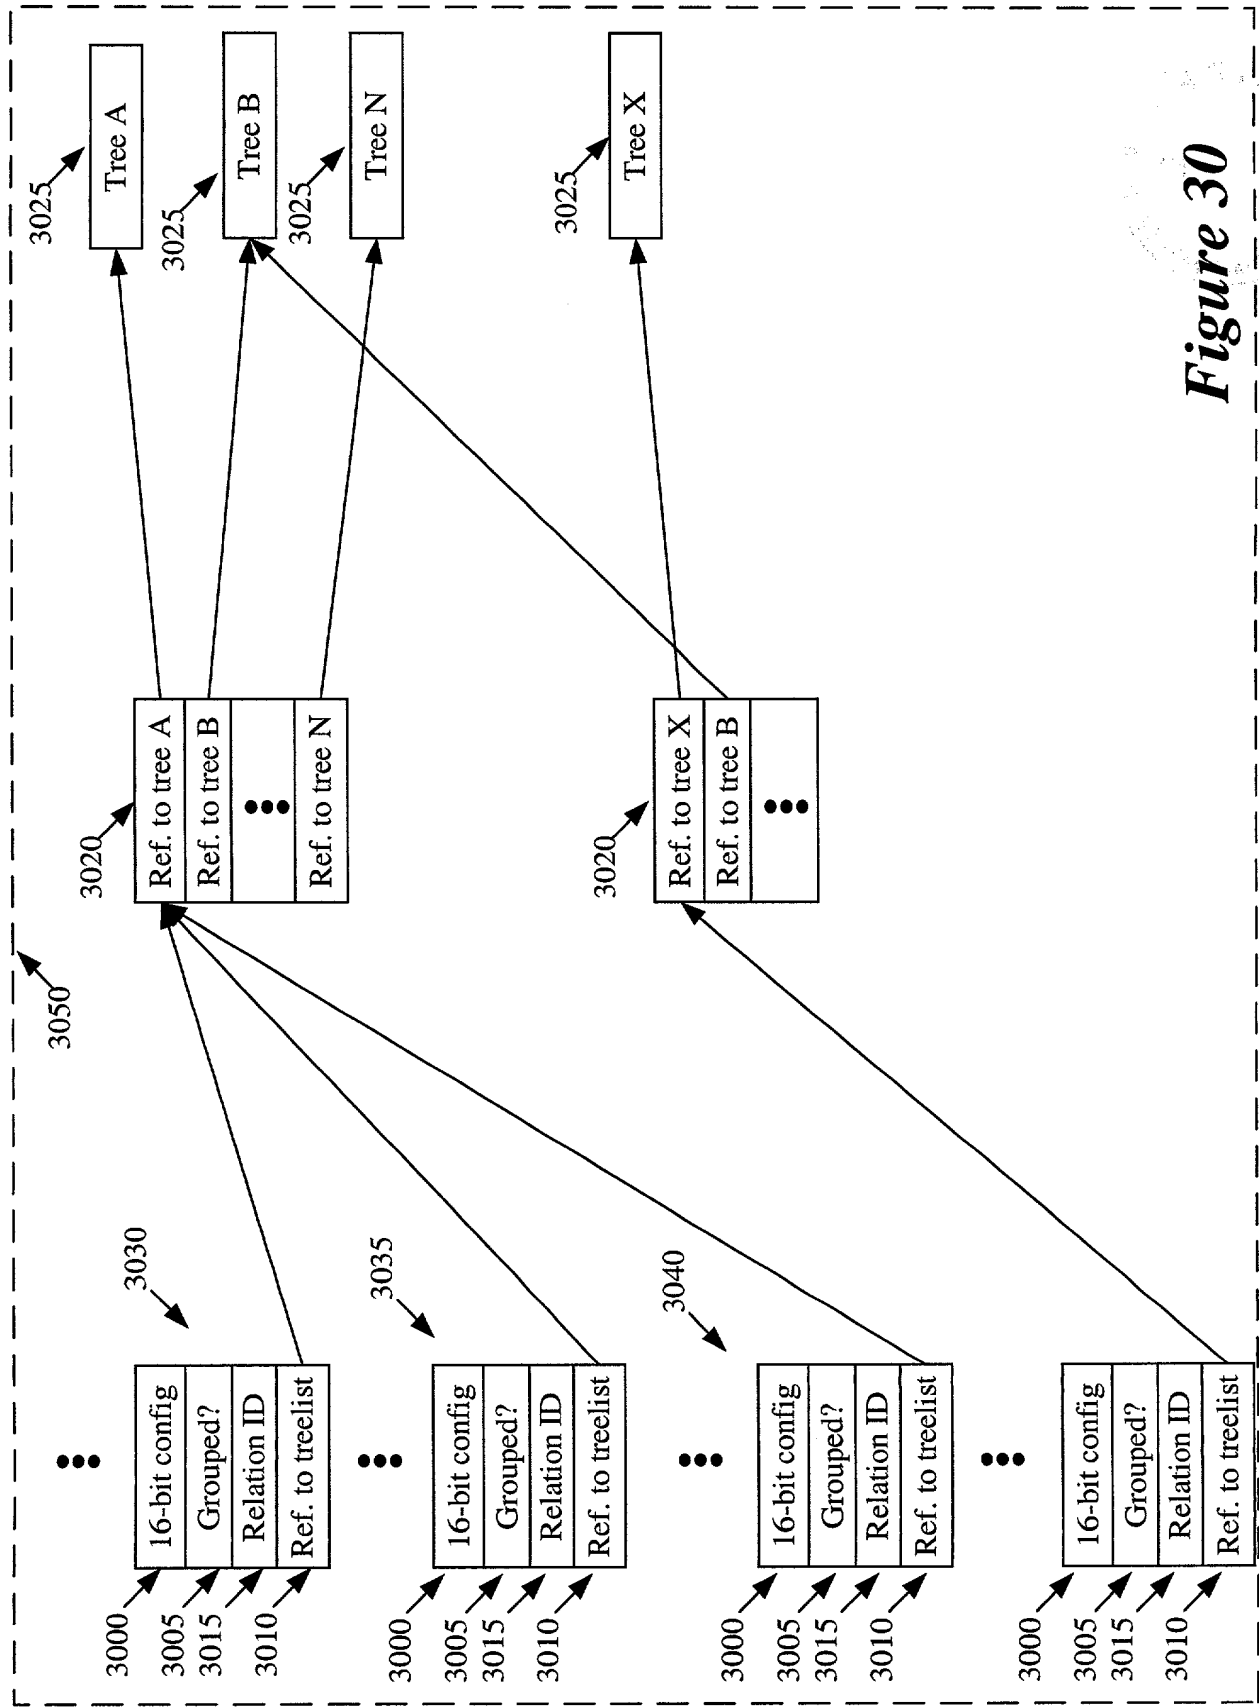 3050
3030
3000
16-bit config
3005
Grouped?
3015
Relation ID
3010
Ref. to treelist
3035
3000
16-bit config
3005
Grouped?
3015
Relation ID
3010
Ref. to treelist
3040
3000
16-bit config
3005
Grouped?
3015
Relation ID
3010
Ref. to treelist
3000
16-bit config
3005
Grouped?
3015
Relation ID
3010
Ref. to treelist
3020
Ref. to tree A
Ref. to tree B
Ref. to tree N
3020
Ref. to tree X
Ref. to tree B
3025
Tree A
3025
Tree B
3025
Tree N
3025
Tree X
Figure 30